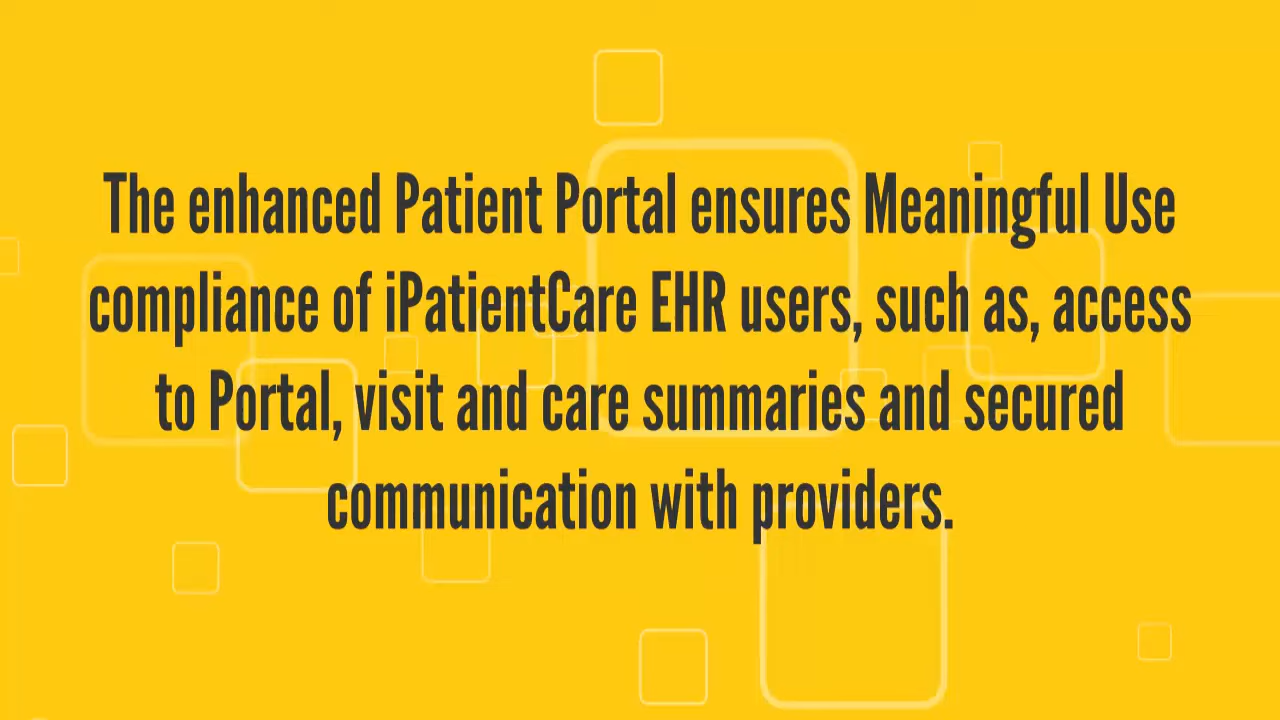 The enhanced Patient Portal ensures Meaningful Use
compliance of iPatientCare EHR users, such as, access
to Portal, visit and care summaries and secured
communication with providers.